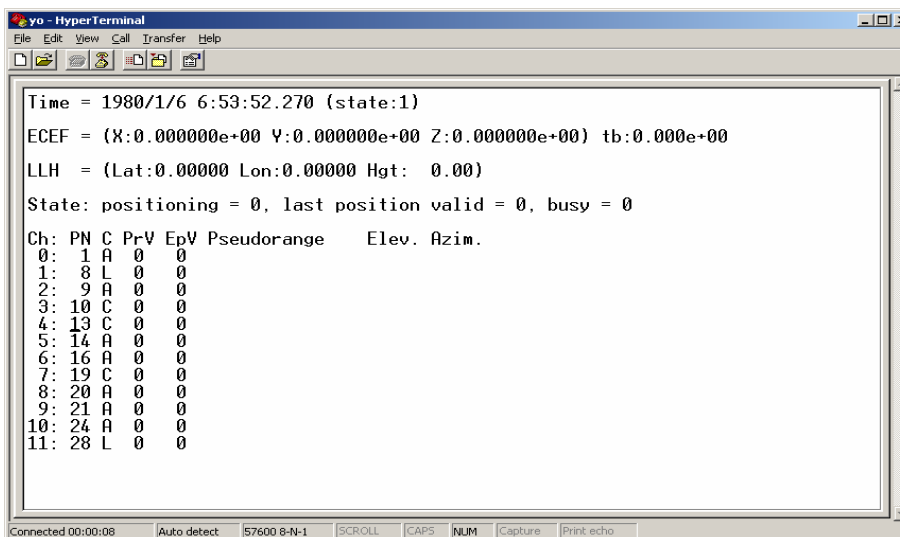 yo - HyperTerminal
File Edit View Call Transfer Help
Time = 1980/1/6 6:53:52.270 (state:1)
ECEF = (X:0.000000e+00 Y:0.000000e+00 Z:0.000000e+00) tb:0.000e+00
LLH = (Lat:0.00000 Lon:0.00000 Hgt: 0.00)
State: positioning = 0, last position valid = 0, busy = 0
Ch: PN C PrV EpV Pseudorange Elev. Azim.
0: 1 A 0 0
1: 8 L 0 0
2: 9 A 0 0
3: 10 C 0 0
4: 13 C 0 0
5: 14 A 0 0
6: 16 A 0 0
7: 19 C 0 0
8: 20 A 0 0
9: 21 A 0 0
10: 24 A 0 0
11: 28 L 0 0
Connected 00:00:08 Auto detect 57600 8-N-1 SCROLL CAPS NUM Capture Print echo